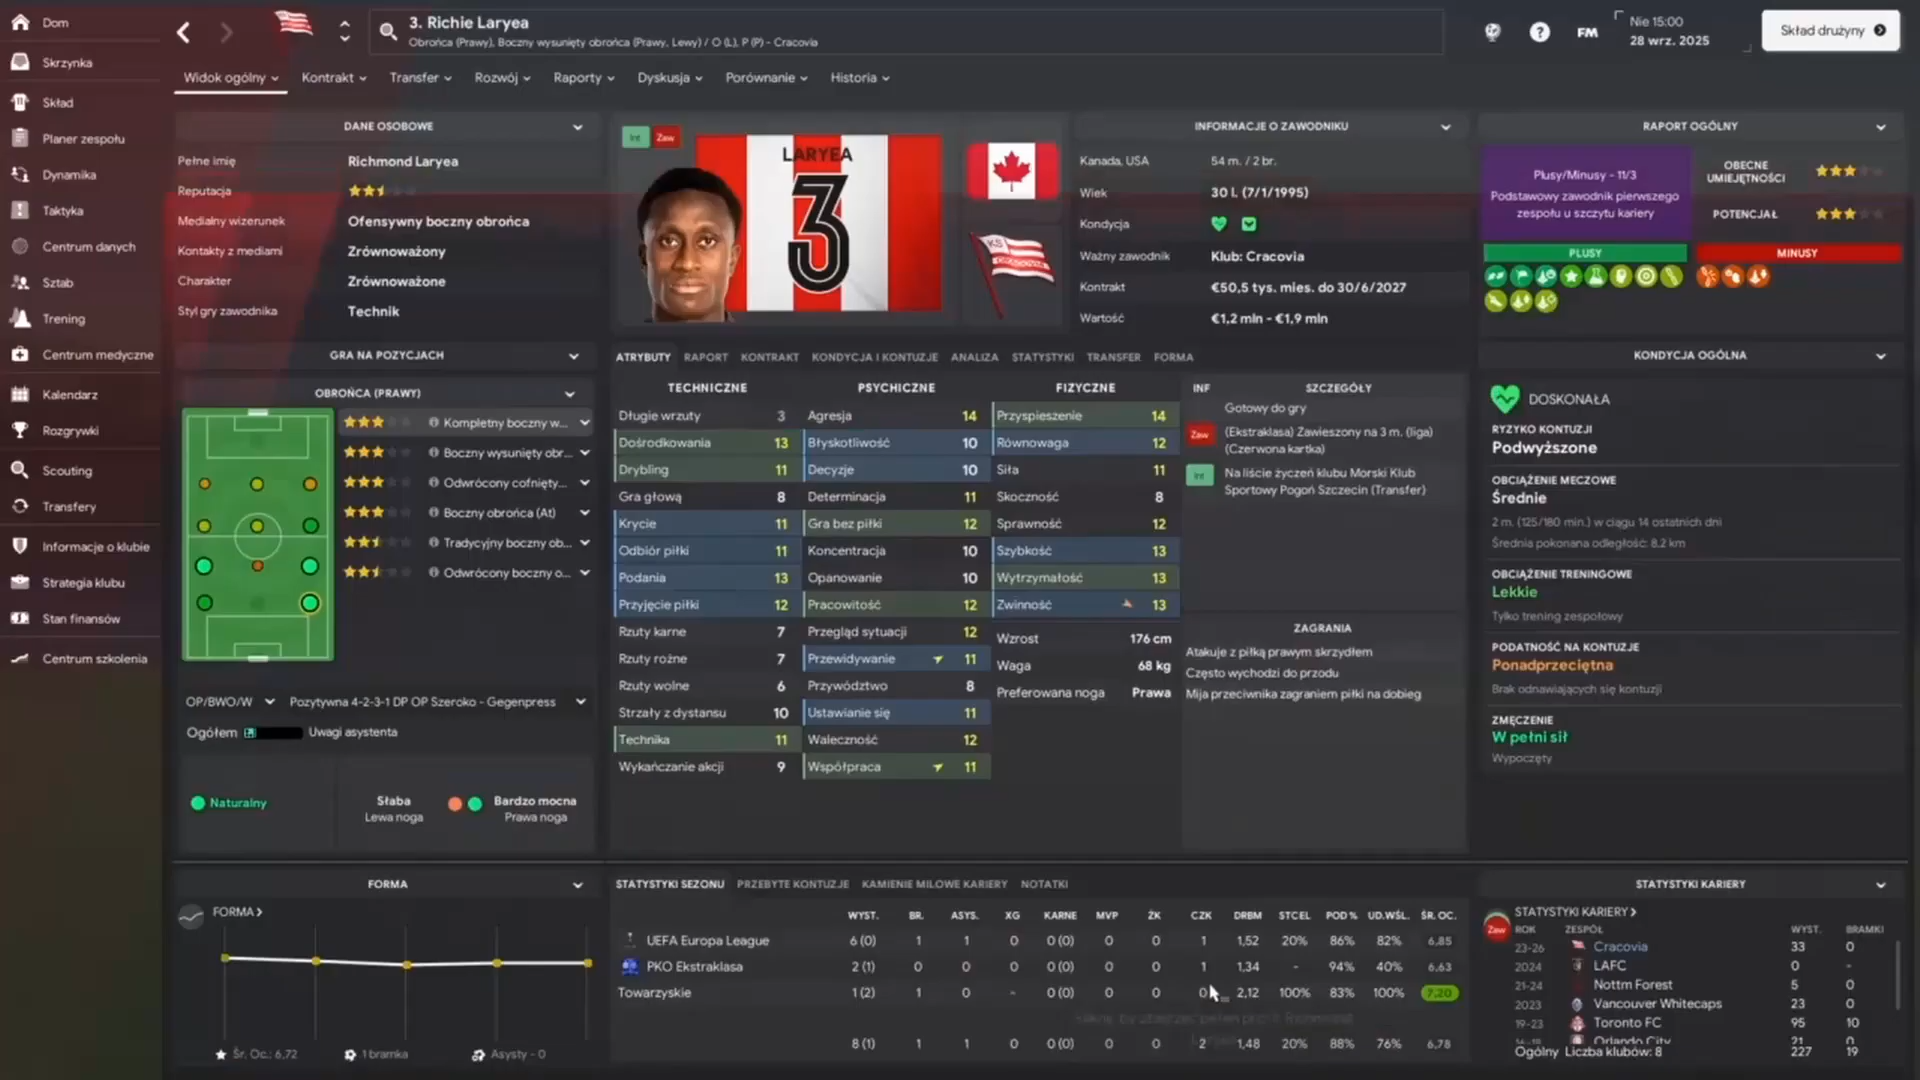 Dom
Skrzynka
Skład
Planer zespołu
Dynamika
Taktyka
Centrum danych
Sztab
Trening
Centrum medyczne
Kalendarz
Rozgrywki
Scouting
Transfery
Informacje o klubie
Strategia klubu
Stan finansów
Centrum szkolenia
3. Richie Laryea
Obrońca (Prawy), Boczny wysunięty obrońca (Prawy, Lewy) / O (L), P (P) - Cracovia
FM
Nie 15:00
28 wrz. 2025
Skład drużyny
Widok ogólny Kontrakt Transfer Rozwój Raporty Dyskusja Porównanie Historia
DANE OSOBOWE
Pełne imię Richmond Laryea
Reputacja
Medialny wizerunek Ofensywny boczny obrońca
Kontakty z mediami Zrównoważony
Charakter Zrównoważone
Styl gry zawodnika Technik
Int Zaw
LARYEA
3
INFORMACJE O ZAWODNIKU
Kanada, USA 54 m. / 2 br.
Wiek 30 l. (7/1/1995)
Kondycja
Ważny zawodnik Klub: Cracovia
Kontrakt €50,5 tys. mies. do 30/6/2027
Wartość €1,2 mln - €1,9 mln
RAPORT OGÓLNY
Plusy/Minusy - 11/3
Podstawowy zawodnik pierwszego
zespołu u szczytu kariery
OBECNE
UMIEJĘTNOŚCI
POTENCJAŁ
PLUSY MINUSY
GRA NA POZYCJACH
OBROŃCA (PRAWY)
Kompletny boczny w...
Boczny wysunięty obr...
Odwrócony cofnięty...
Boczny obrońca (At)
Tradycyjny boczny ob...
Odwrócony boczny o...
OP/BWO/W Pozytywna 4-2-3-1 DP OP Szeroko - Gegenpress
Ogółem Uwagi asystenta
Naturalny
Słaba
Lewa noga
Bardzo mocna
Prawa noga
ATRYBUTY RAPORT KONTRAKT KONDYCJA I KONTUZJE ANALIZA STATYSTYKI TRANSFER FORMA
TECHNICZNE
Długie wrzuty 3
Dośrodkowania 13
Drybling 11
Gra głową 8
Krycie 11
Odbiór piłki 11
Podania 13
Przyjęcie piłki 12
Rzuty karne 7
Rzuty rożne 7
Rzuty wolne 6
Strzały z dystansu 10
Technika 11
Wykańczanie akcji 9
PSYCHICZNE
Agresja 14
Błyskotliwość 10
Decyzje 10
Determinacja 11
Gra bez piłki 12
Koncentracja 10
Opanowanie 10
Pracowitość 12
Przegląd sytuacji 12
Przewidywanie 11
Przywództwo 8
Ustawianie się 11
Waleczność 12
Współpraca 11
FIZYCZNE
Przyspieszenie 14
Równowaga 12
Siła 11
Skoczność 8
Sprawność 12
Szybkość 13
Wytrzymałość 13
Zwinność 13
Wzrost 176 cm
Waga 68 kg
Preferowana noga Prawa
INF SZCZEGÓŁY
Gotowy do gry
Zaw (Ekstraklasa) Zawieszony na 3 m. (liga)
(Czerwona kartka)
Int Na liście życzeń klubu Morski Klub
Sportowy Pogoń Szczecin (Transfer)
ZAGRANIA
Atakuje z piłką prawym skrzydłem
Często wychodzi do przodu
Mija przeciwnika zagraniem piłki na dobieg
KONDYCJA OGÓLNA
DOSKONAŁA
RYZYKO KONTUZJI
Podwyższone
OBCIĄŻENIE MECZOWE
Średnie
2 m. (125/180 min.) w ciągu 14 ostatnich dni
Średnia pokonana odległość: 8.2 km
OBCIĄŻENIE TRENINGOWE
Lekkie
Tylko trening zespołowy
PODATNOŚĆ NA KONTUZJE
Ponadprzeciętna
Brak odnawiających się kontuzji
ZMĘCZENIE
W pełni sił
Wypoczęty
FORMA
FORMA
Śr. Oc.: 6,72 1 bramka Asysty - 0
STATYSTYKI SEZONU PRZEBYTE KONTUZJE KAMIENIE MILOWE KARIERY NOTATKI
WYST. BR. ASYS. XG KARNE MVP ŻK CZK DRBM STCEL POD % UD.WŚL. ŚR. OC.
UEFA Europa League 6 (0) 1 1 0 0 (0) 0 0 1 1,52 20% 86% 82% 6,85
PKO Ekstraklasa 2 (1) 0 0 0 0 (0) 0 0 1 1,34 - 94% 40% 6,63
Towarzyskie 1 (2) 1 0 - 0 (0) 0 0 0 2,12 100% 83% 100% 7,20
8 (1) 1 1 0 0 (0) 0 0 2 1,48 20% 88% 76% 6,78
STATYSTYKI KARIERY
STATYSTYKI KARIERY
Zaw
ROK ZESPÓŁ WYST. BRAMKI
23-26 Cracovia 33 0
2024 LAFC 0 -
21-24 Nottm Forest 5 0
2023 Vancouver Whitecaps 23 0
19-23 Toronto FC 95 10
Orlando City 21 0
Ogólny Liczba klubów: 8 227 19